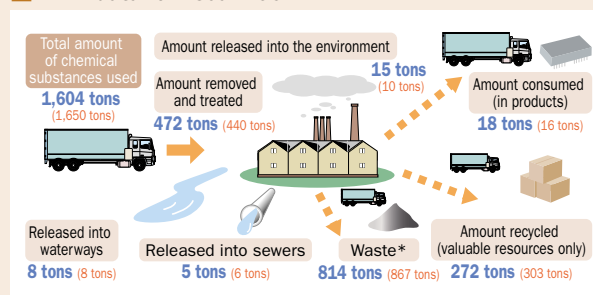 Total amount
of chemical
substances used
1,604 tons
(1,650 tons)
Amount released into the environment
15 tons
(10 tons)
Amount removed
and treated
472 tons (440 tons)
Amount consumed
(in products)
18 tons (16 tons)
Released into
waterways
8 tons (8 tons)
Released into sewers
5 tons (6 tons)
Waste*
814 tons (867 tons)
Amount recycled
(valuable resources only)
272 tons (303 tons)